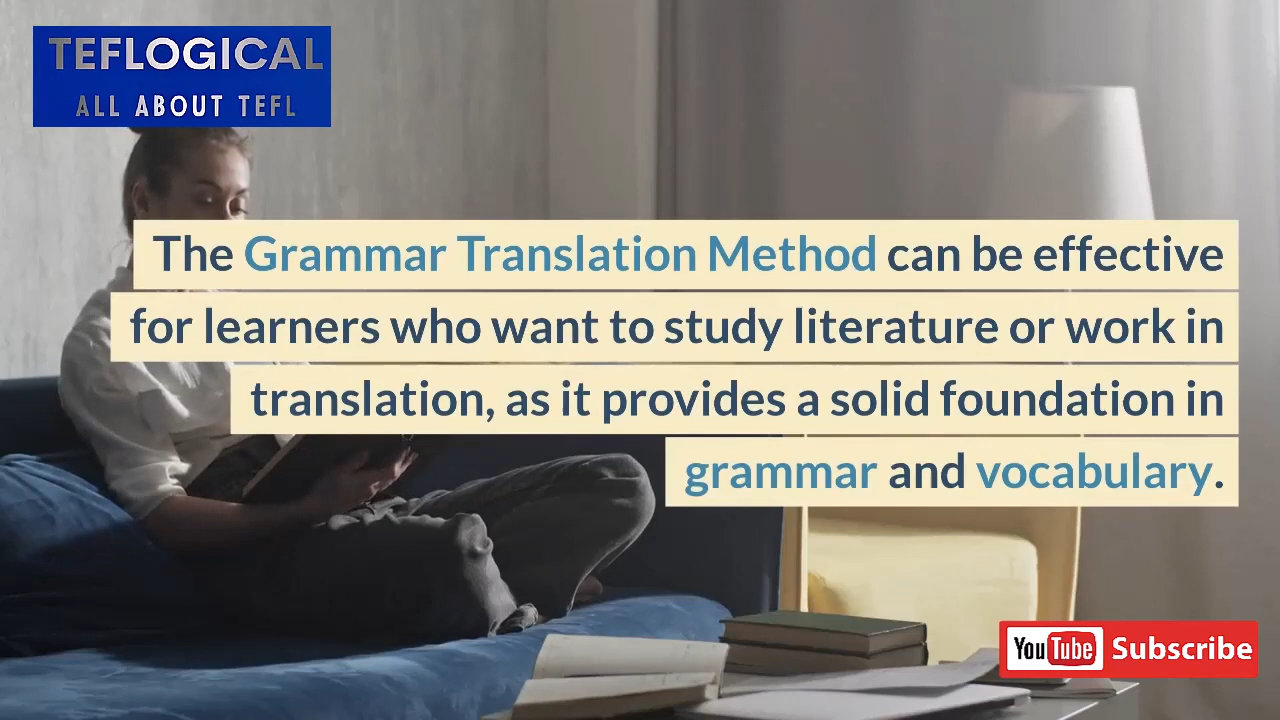 TEFLOGICAL
ALL ABOUT TEFL
The Grammar Translation Method can be effective
for learners who want to study literature or work in
translation, as it provides a solid foundation in
grammar and vocabulary.
YouTube Subscribe